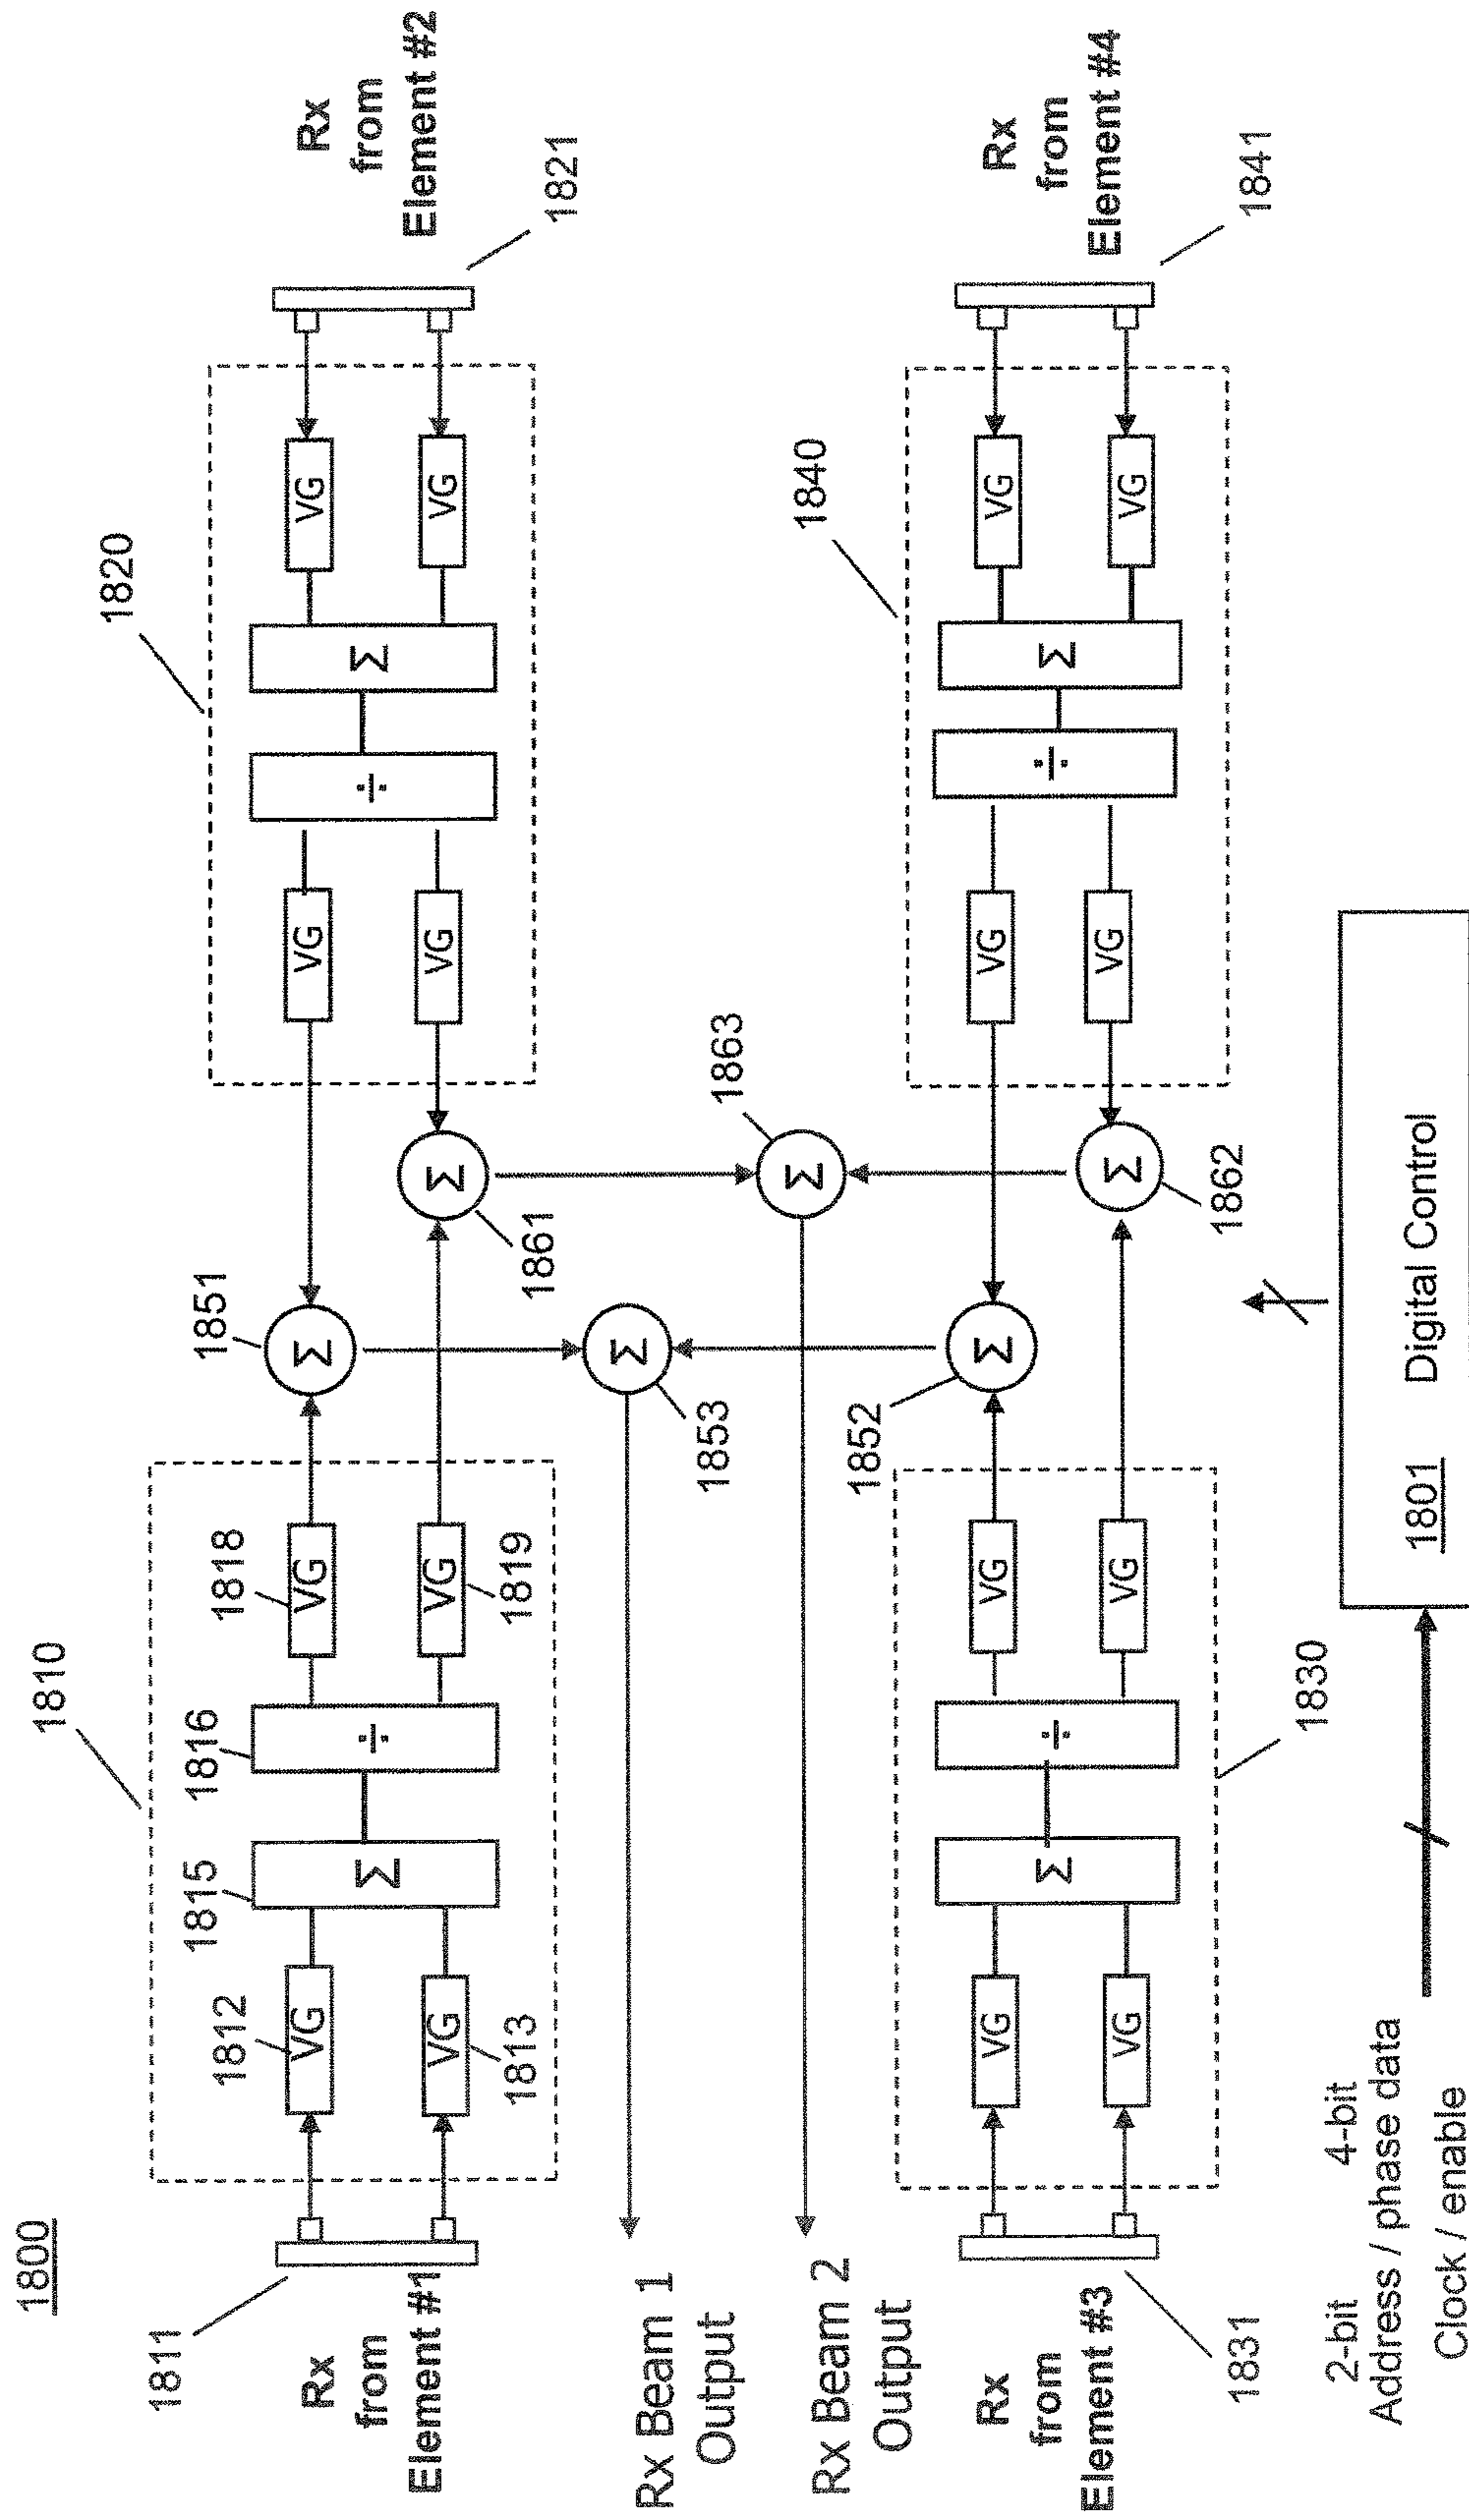 1800
1811
Rx
from
Element #1
1810
1812
1813
1815
1816
1818
1819
VG
VG
Σ
÷
VG
VG
1851
Σ
1861
Σ
1820
VG
VG
÷
Σ
VG
VG
Rx
from
Element #2
1821
1853
Σ
1863
Σ
Rx Beam 1
Output
Rx Beam 2
Output
Rx
from
Element #3
1831
1830
VG
VG
Σ
÷
VG
VG
1852
Σ
1862
Σ
1840
VG
VG
÷
Σ
VG
VG
Rx
from
Element #4
1841
2-bit 4-bit
Address / phase data
Clock / enable
1801 Digital Control